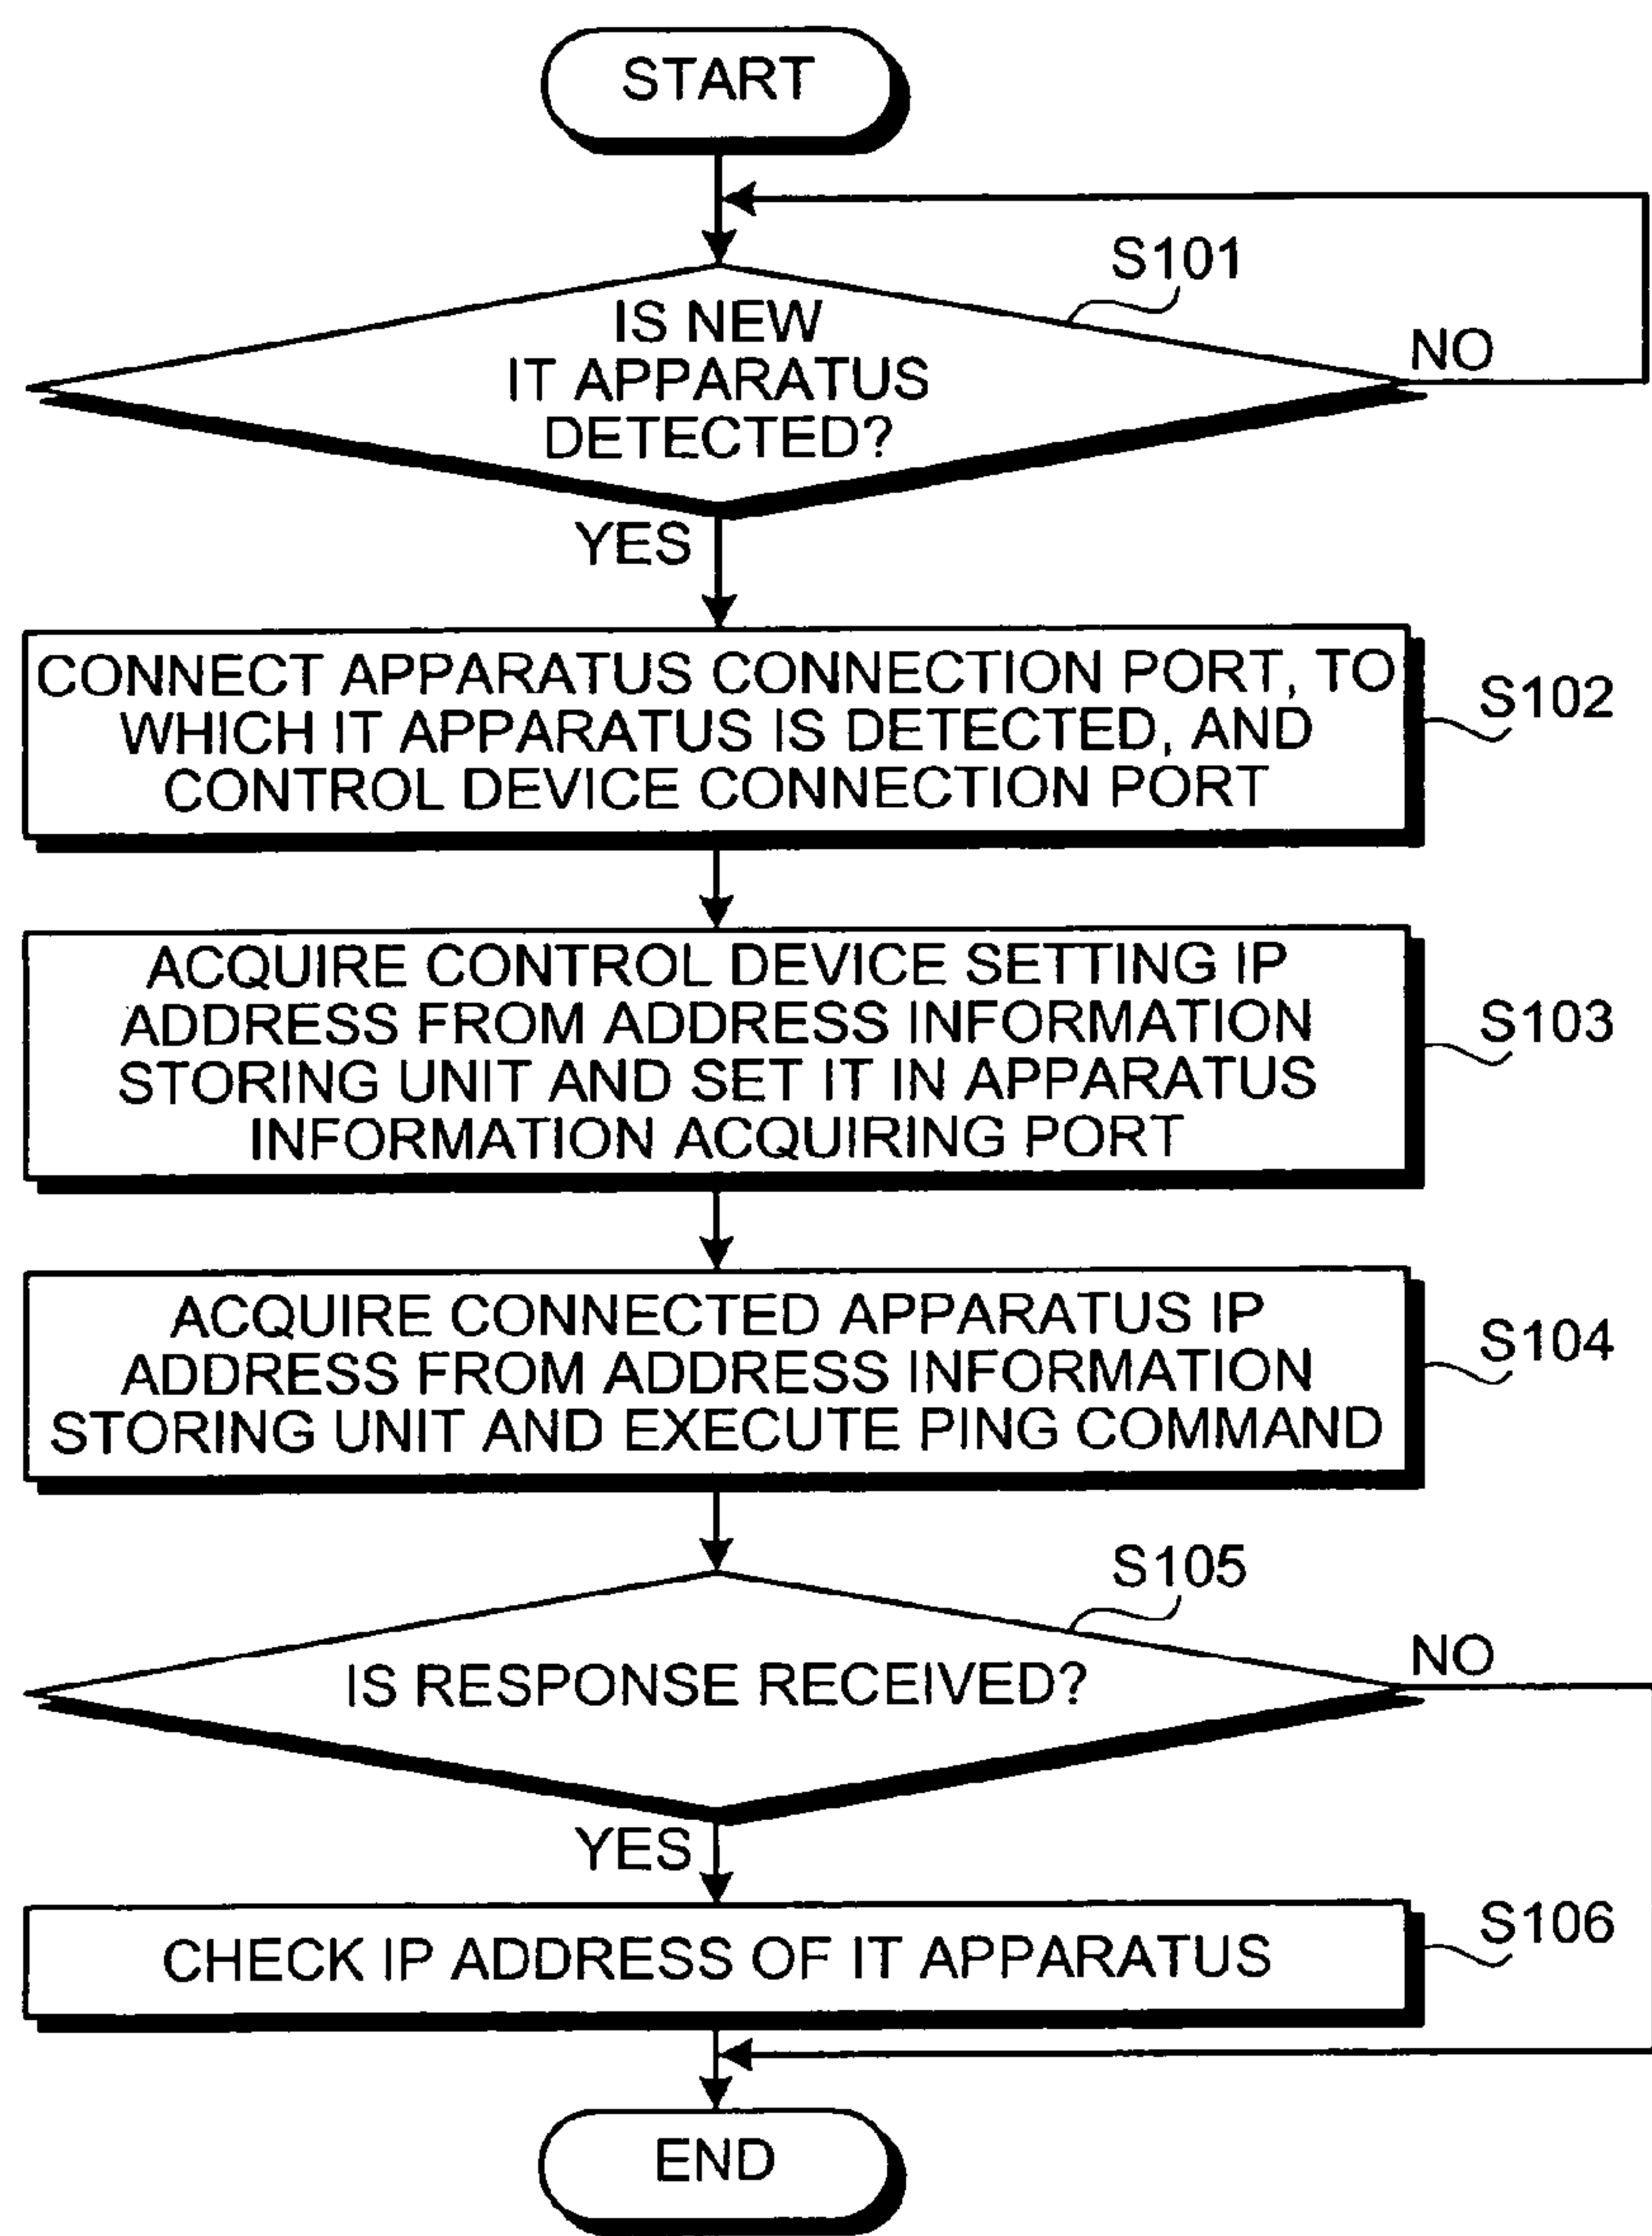 START
S101
IS NEW
IT APPARATUS
DETECTED?
NO
YES
CONNECT APPARATUS CONNECTION PORT, TO
WHICH IT APPARATUS IS DETECTED, AND
CONTROL DEVICE CONNECTION PORT
S102
ACQUIRE CONTROL DEVICE SETTING IP
ADDRESS FROM ADDRESS INFORMATION
STORING UNIT AND SET IT IN APPARATUS
INFORMATION ACQUIRING PORT
S103
ACQUIRE CONNECTED APPARATUS IP
ADDRESS FROM ADDRESS INFORMATION
STORING UNIT AND EXECUTE PING COMMAND
S104
S105
IS RESPONSE RECEIVED?
NO
YES
CHECK IP ADDRESS OF IT APPARATUS
S106
END